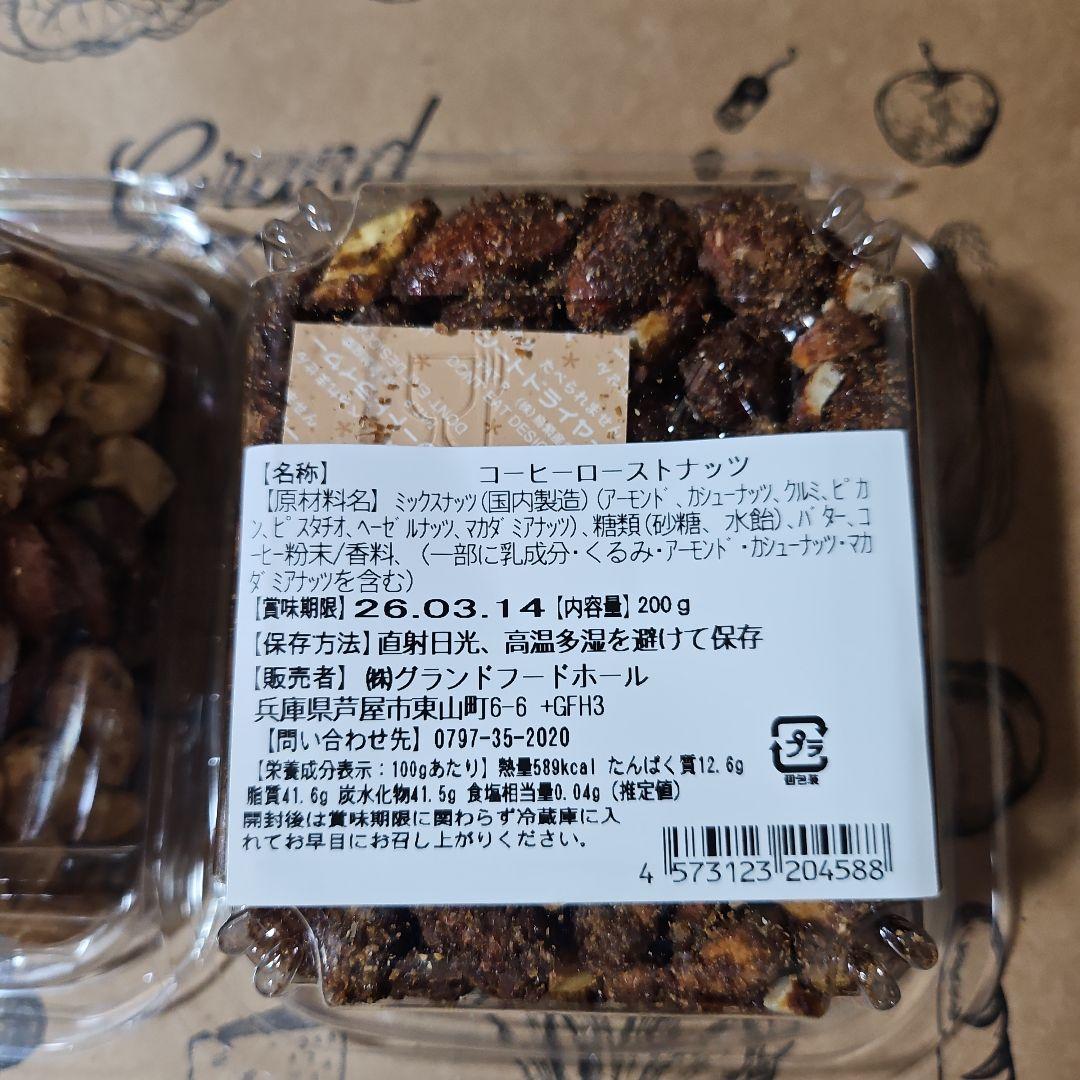 Grand
たべられません
DON'T EAT
【名称】 コーヒーローストナッツ
【原材料名】 ミックスナッツ(国内製造)(アーモンド、カシューナッツ、クルミ、ピカ
ン、ピスタチオ、ヘーゼルナッツ、マカダミアナッツ)、糖類(砂糖、水飴)、バター、コ
ーヒー粉末/香料、(一部に乳成分・くるみ・アーモンド・カシューナッツ・マカ
ダミアナッツを含む)
【賞味期限】26.03.14【内容量】200g
【保存方法】直射日光、高温多湿を避けて保存
【販売者】㈱グランドフードホール
兵庫県芦屋市東山町6-6 +GFH3
【問い合わせ先】0797-35-2020
【栄養成分表示:100gあたり】熱量589kcal たんぱく質12.6g
脂質41.6g 炭水化物41.5g 食塩相当量0.04g(推定値)
開封後は賞味期限に関わらず冷蔵庫に入
れてお早目にお召し上がりください。
プラ
個包装
4 573123 204588